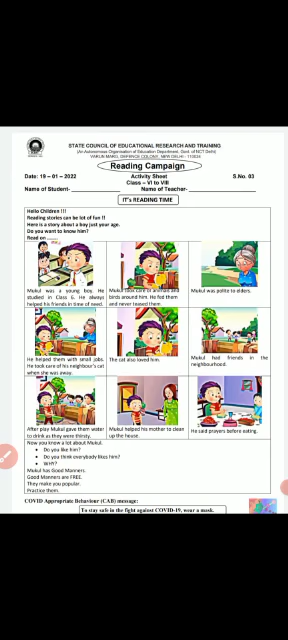 STATE COUNCIL OF EDUCATIONAL RESEARCH AND TRAINING
(An Autonomous Organisation of Education Department, Govt. of NCT Delhi)
VARUN MARG, DEFENCE COLONY, NEW DELHI - 110024
Reading Campaign
Date: 19 – 01 – 2022 Activity Sheet S.No. 03
Class – VI to VIII
Name of Student- Name of Teacher-
IT's READING TIME
Hello Children !!!
Reading stories can be lot of fun !!
Here is a story about a boy just your age.
Do you want to know him?
Read on
Mukul was a young boy. He
studied in Class 6. He always
helped his friends in time of need.
Mukul took care of animals and
birds around him. He fed them
and never teased them
Mukul was polite to elders.
He helped them with small jobs.
He took care of his neighbour's cat
when she was away.
The cat also loved him.
Mukul had friends in the
neighbourhood.
After play Mukul gave them water
to drink as they were thirsty.
Mukul helped his mother to clean
up the house.
He said prayers before eating.
Now you know a lot about Mukul.
• Do you like him?
• Do you think everybody likes him?
• WHY?
Mukul has Good Manners.
Good Manners are FREE.
They make you popular.
Practice them.
COVID Appropriate Behaviour (CAB) message:
To stay safe in the fight against COVID-19, wear a mask.